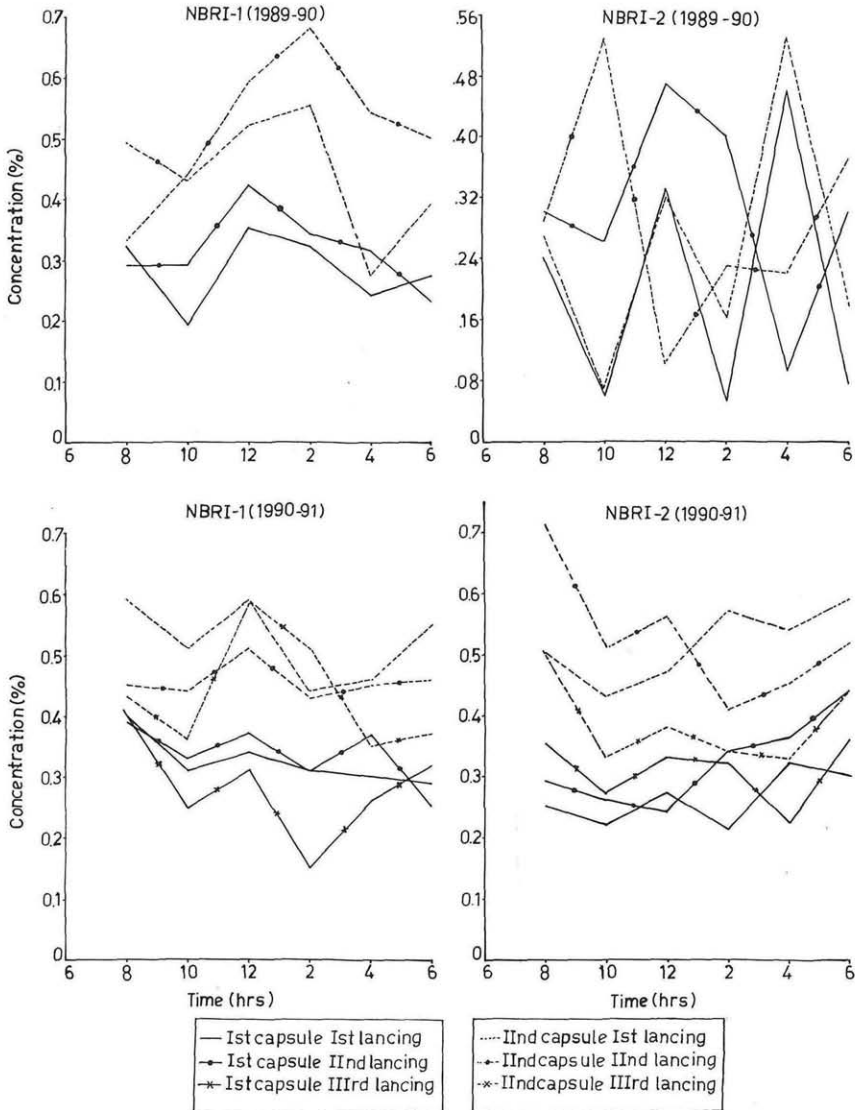 NBRI-1 (1989-90)
0.7
0.6
0.5
0.4
0.3
0.2
0.1
0
Concentration (%)
6 8 10 12 2 4 6
NBRI-2 (1989-90)
.56
.48
.40
.32
.24
.16
.08
0
6 8 10 12 2 4 6
NBRI-1 (1990-91)
0.7
0.6
0.5
0.4
0.3
0.2
0.1
0
Concentration (%)
6 8 10 12 2 4 6
Time (hrs)
NBRI-2 (1990-91)
0.7
0.6
0.5
0.4
0.3
0.2
0.1
0
6 8 10 12 2 4 6
Time (hrs)
Ist capsule Ist lancing
Ist capsule IInd lancing
Ist capsule IIIrd lancing
IInd capsule Ist lancing
IInd capsule IInd lancing
IInd capsule IIIrd lancing